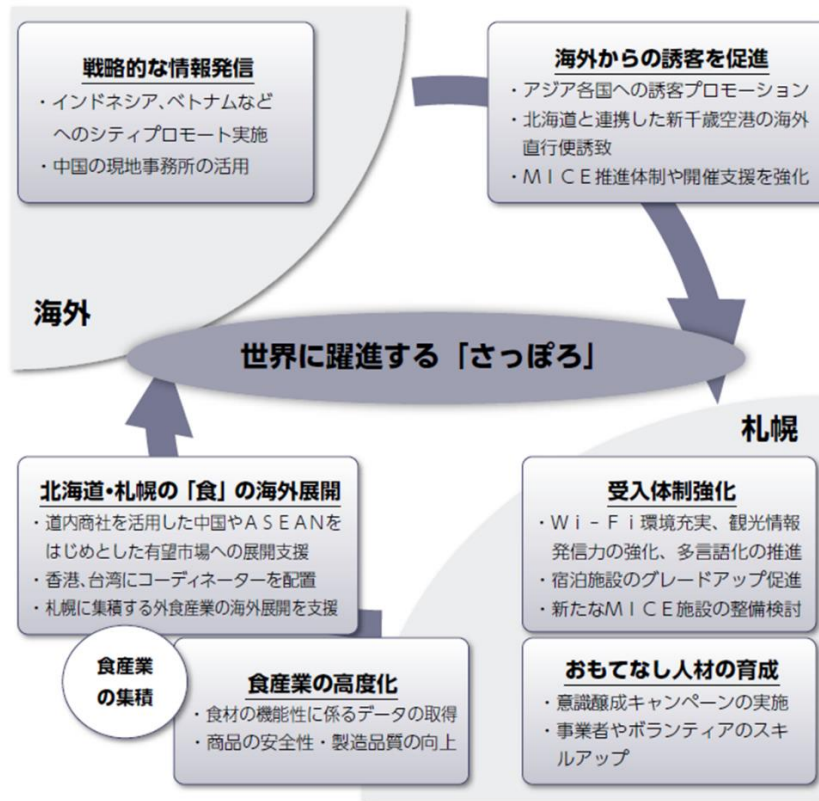 戦略的な情報発信
・インドネシア、ベトナムなど
へのシティプロモート実施
・中国の現地事務所の活用
海外からの誘客を促進
・アジア各国への誘客プロモーション
・北海道と連携した新千歳空港の海外
直行便誘致
・ＭＩＣＥ推進体制や開催支援を強化
海外
世界に躍進する「さっぽろ」
札幌
北海道・札幌の「食」の海外展開
・道内商社を活用した中国やＡＳＥＡＮを
はじめとした有望市場への展開支援
・香港、台湾にコーディネーターを配置
・札幌に集積する外食産業の海外展開を支援
受入体制強化
・Ｗｉ－Ｆｉ環境充実、観光情報
発信力の強化、多言語化の推進
・宿泊施設のグレードアップ促進
・新たなＭＩＣＥ施設の整備検討
食産業
の集積
食産業の高度化
・食材の機能性に係るデータの取得
・商品の安全性・製造品質の向上
おもてなし人材の育成
・意識醸成キャンペーンの実施
・事業者やボランティアのスキ
ルアップ